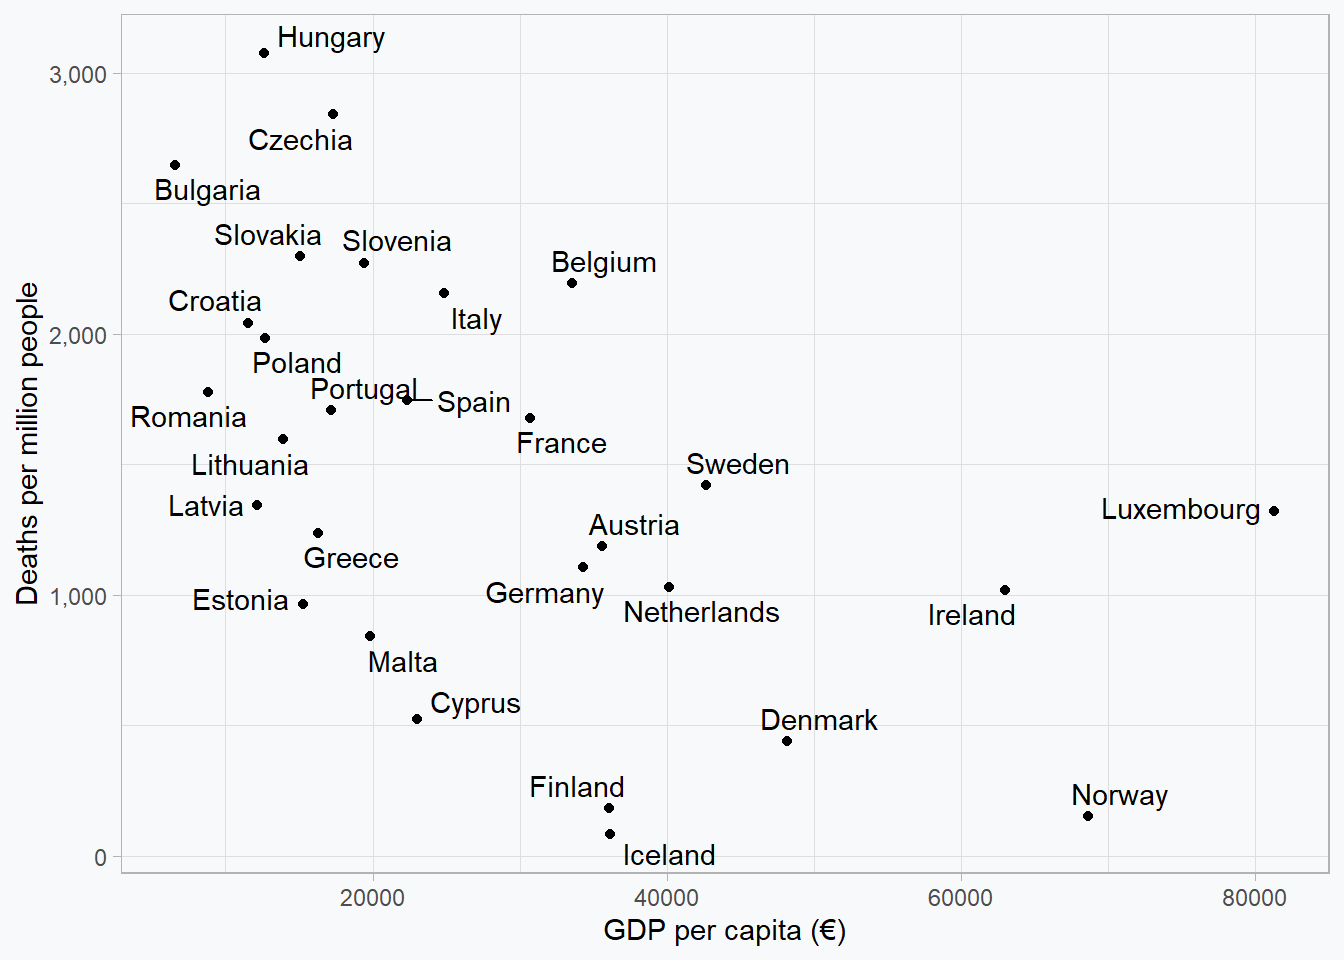 Hungary
3,000
Czechia
Bulgaria
Slovakia
Slovenia
Belgium
Croatia
Italy
2,000
Poland
Portugal
Spain
Romania
France
Lithuania
Sweden
Latvia
Luxembourg
Austria
Greece
Germany
Estonia
1,000
Netherlands
Ireland
Malta
Cyprus
Denmark
Finland
Norway
Iceland
0
Deaths per million people
20000 40000 60000 80000
GDP per capita (€)